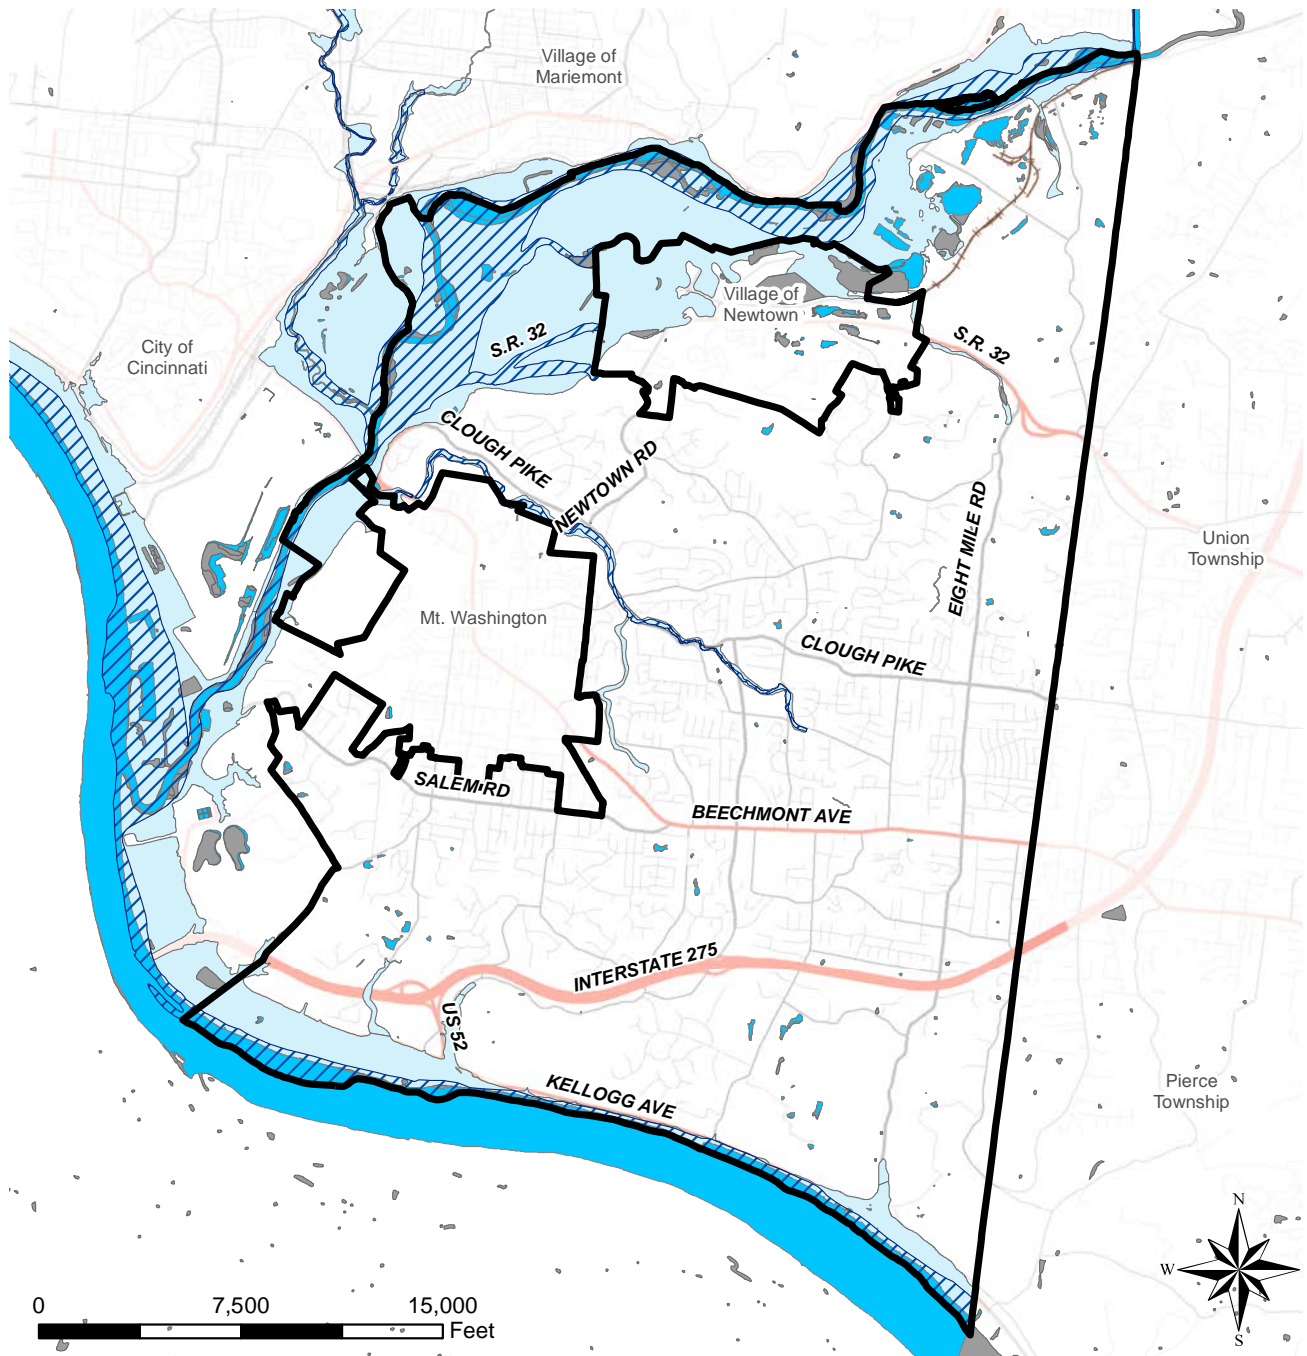 Village of
Mariemont
City of
Cincinnati
Village of
Newtown
S.R. 32
S.R. 32
CLOUGH PIKE
NEWTOWN RD
EIGHT MILE RD
Union
Township
Mt. Washington
CLOUGH PIKE
SALEM RD
BEECHMONT AVE
INTERSTATE 275
US 52
KELLOGG AVE
Pierce
Township
N
W
S
0 7,500 15,000
Feet